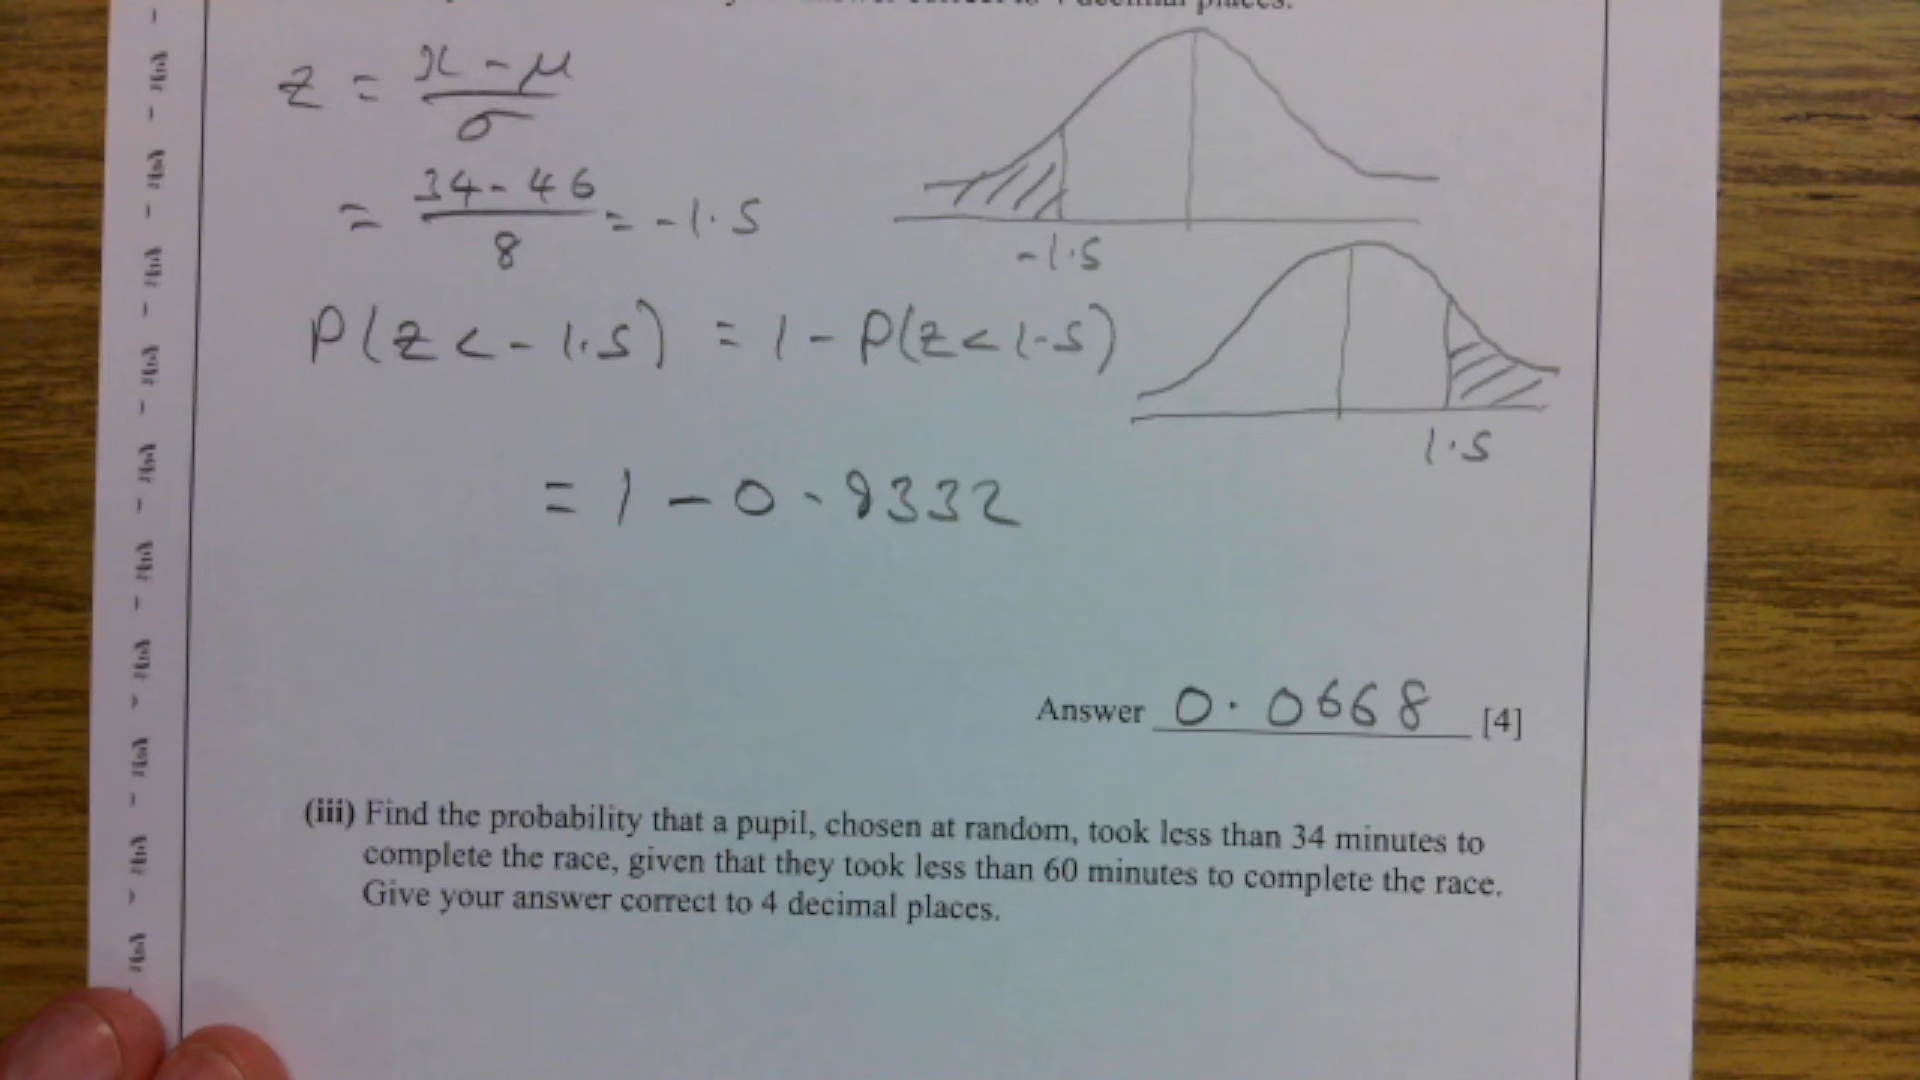 decimal places.
z = x - μ / σ
= 34 - 46 / 8 = -1.5
-1.5
P(z < -1.5) = 1 - P(z < 1.5)
1.5
= 1 - 0.9332
Answer 0.0668 [4]
(iii) Find the probability that a pupil, chosen at random, took less than 34 minutes to
complete the race, given that they took less than 60 minutes to complete the race.
Give your answer correct to 4 decimal places.